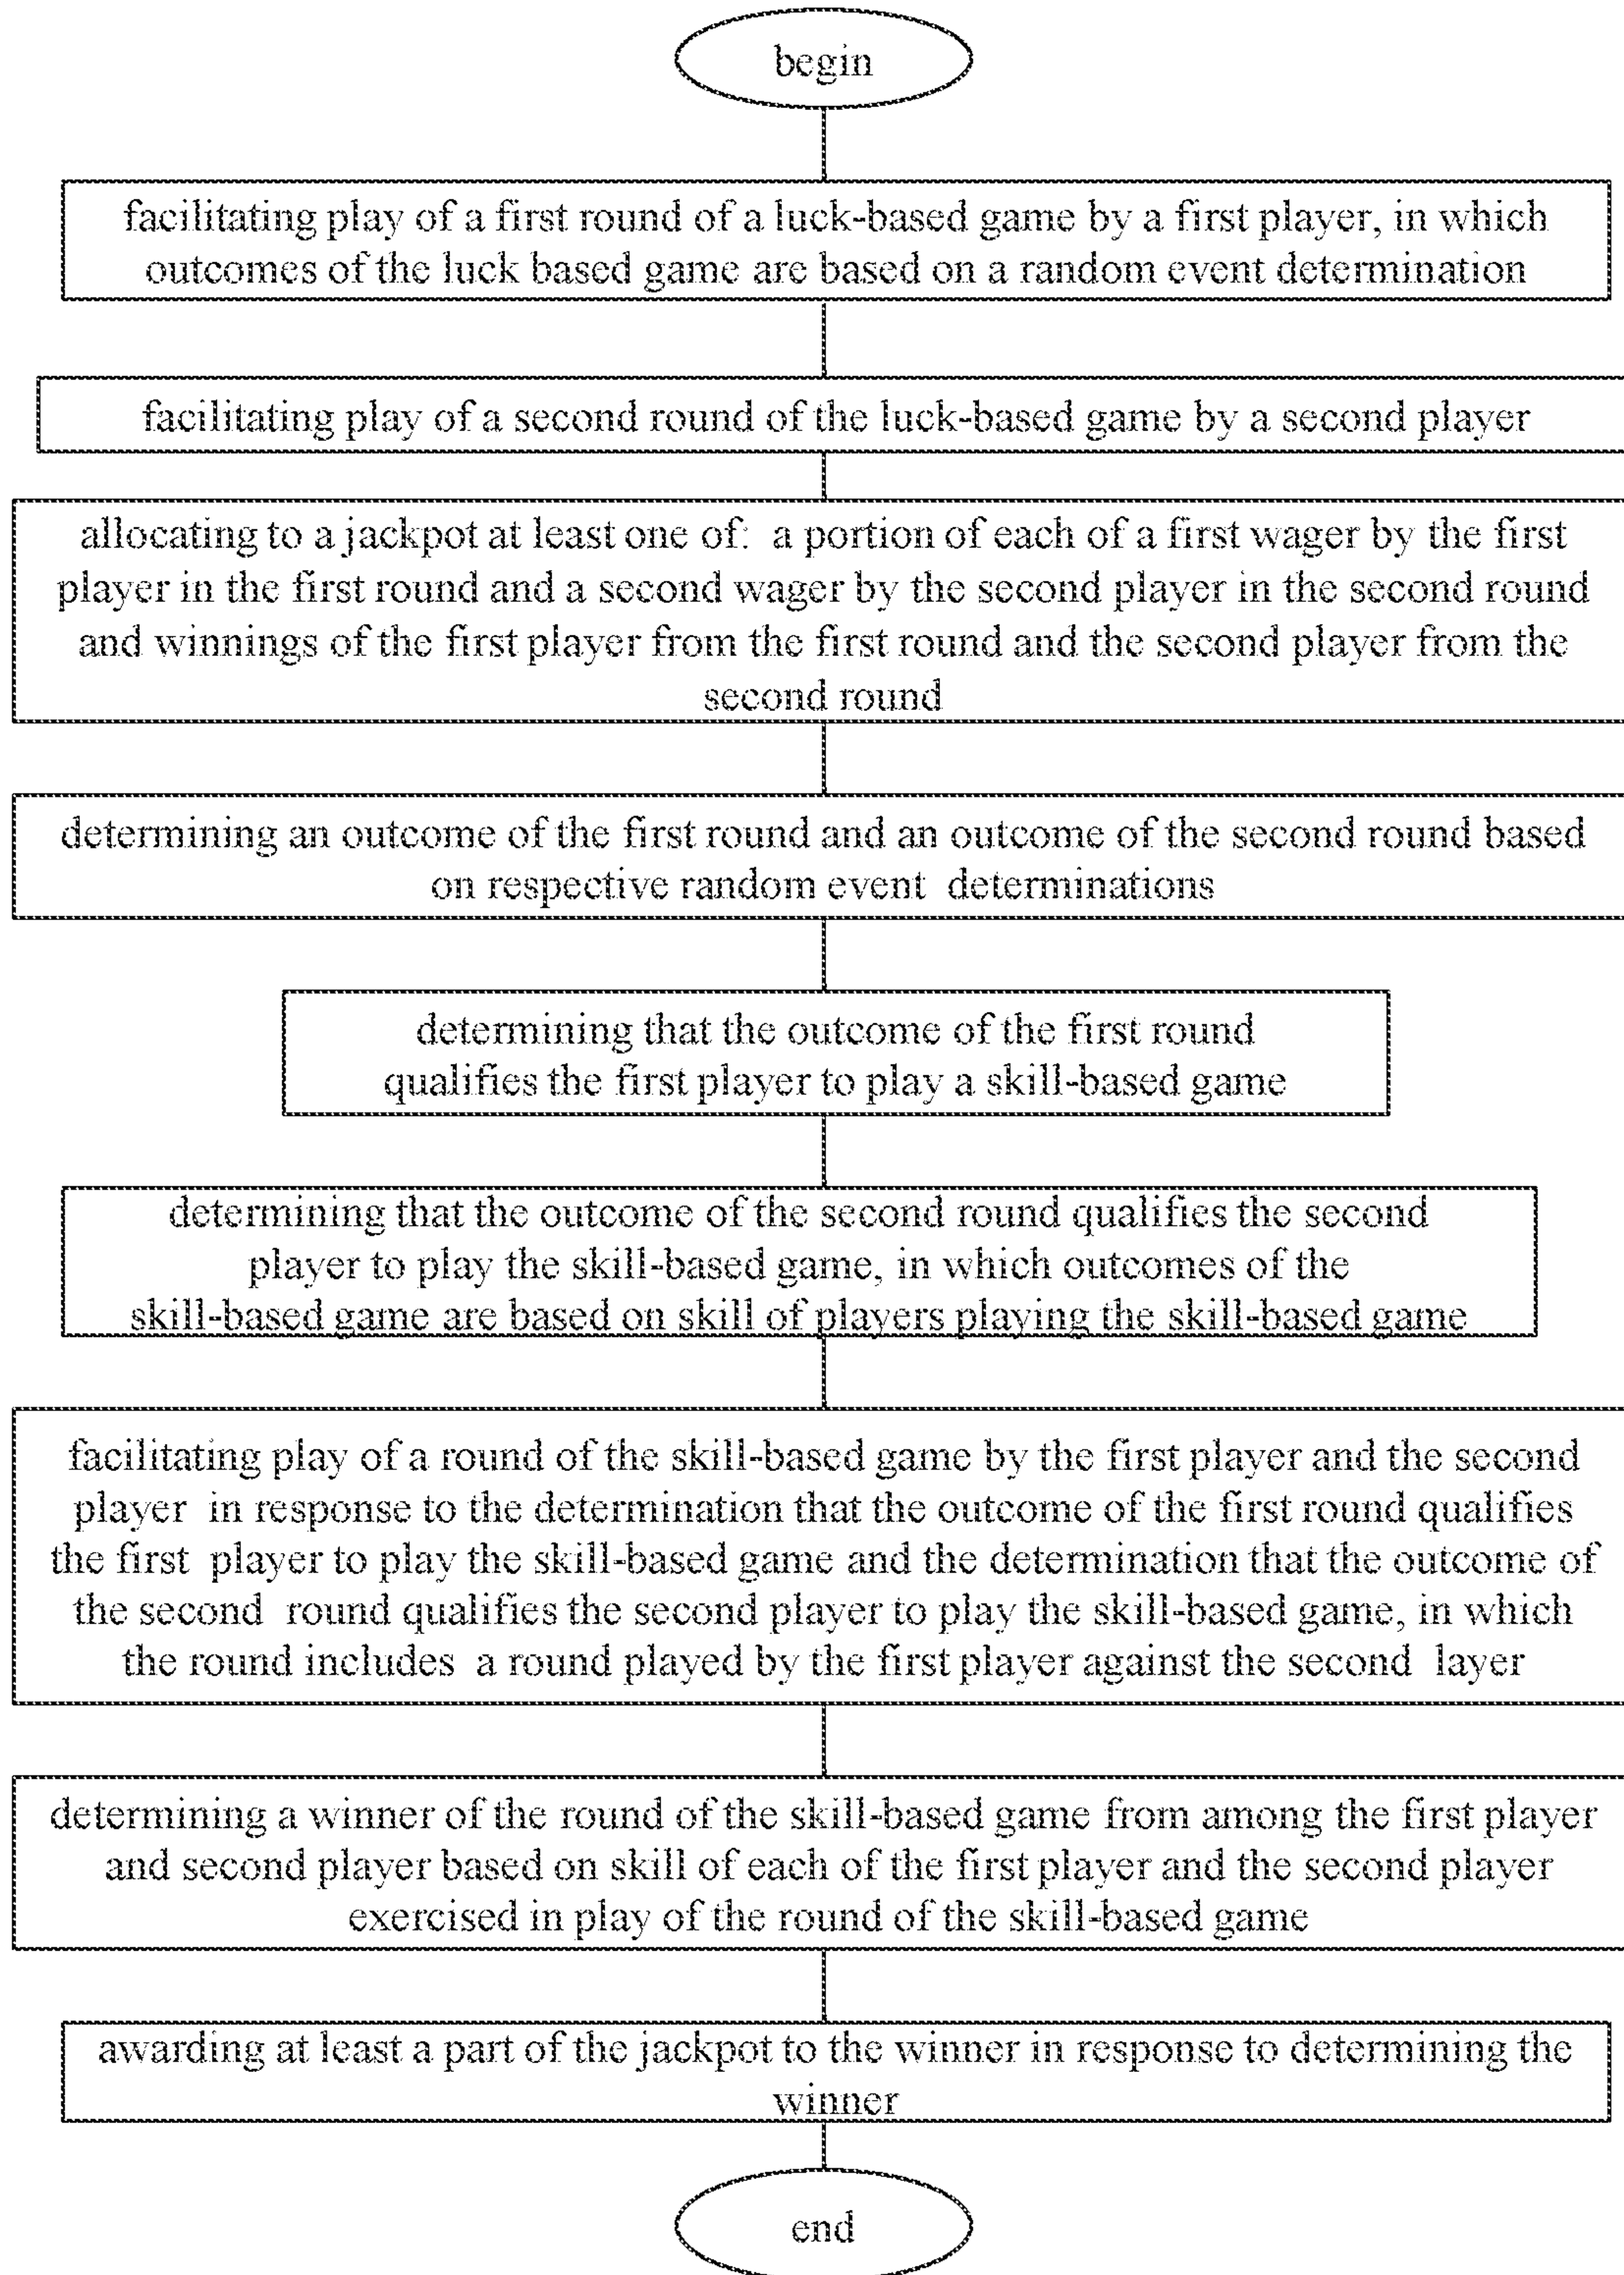 begin
facilitating play of a first round of a luck-based game by a first player, in which
outcomes of the luck based game are based on a random event determination
facilitating play of a second round of the luck-based game by a second player
allocating to a jackpot at least one of: a portion of each of a first wager by the first
player in the first round and a second wager by the second player in the second round
and winnings of the first player from the first round and the second player from the
second round
determining an outcome of the first round and an outcome of the second round based
on respective random event determinations
determining that the outcome of the first round
qualifies the first player to play a skill-based game
determining that the outcome of the second round qualifies the second
player to play the skill-based game, in which outcomes of the
skill-based game are based on skill of players playing the skill-based game
facilitating play of a round of the skill-based game by the first player and the second
player in response to the determination that the outcome of the first round qualifies
the first player to play the skill-based game and the determination that the outcome of
the second round qualifies the second player to play the skill-based game, in which
the round includes a round played by the first player against the second layer
determining a winner of the round of the skill-based game from among the first player
and second player based on skill of each of the first player and the second player
exercised in play of the round of the skill-based game
awarding at least a part of the jackpot to the winner in response to determining the
winner
end